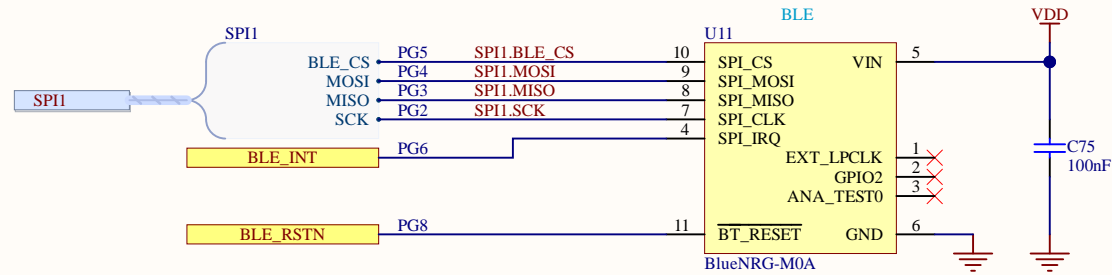 BLE
VDD
SPI1
U11
PG5 SPI1.BLE_CS 10 SPI_CS VIN 5
BLE_CS
PG4 SPI1.MOSI 9 SPI_MOSI
MOSI
PG3 SPI1.MISO 8 SPI_MISO
SPI1
MISO
PG2 SPI1.SCK 7 SPI_CLK
SCK
4 SPI_IRQ
C75
100nF
BLE_INT PG6
EXT_LPCLK 1
GPIO2 2
ANA_TEST0 3
BLE_RSTN PG8 11 BT_RESET GND 6
BlueNRG-M0A